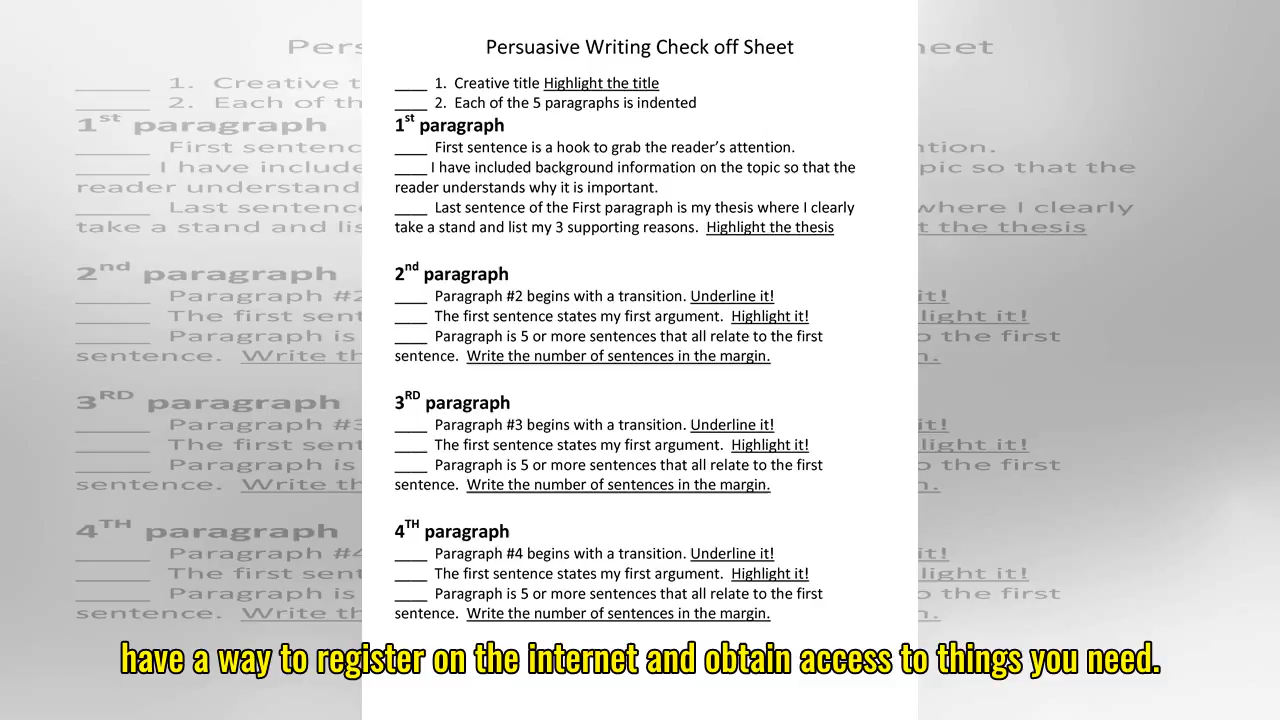 Persuasive Writing Check off Sheet
____ 1. Creative title Highlight the title
____ 2. Each of the 5 paragraphs is indented
1st paragraph
____ First sentence is a hook to grab the reader’s attention.
____ I have included background information on the topic so that the
reader understands why it is important.
____ Last sentence of the First paragraph is my thesis where I clearly
take a stand and list my 3 supporting reasons. Highlight the thesis
2nd paragraph
____ Paragraph #2 begins with a transition. Underline it!
____ The first sentence states my first argument. Highlight it!
____ Paragraph is 5 or more sentences that all relate to the first
sentence. Write the number of sentences in the margin.
3RD paragraph
____ Paragraph #3 begins with a transition. Underline it!
____ The first sentence states my first argument. Highlight it!
____ Paragraph is 5 or more sentences that all relate to the first
sentence. Write the number of sentences in the margin.
4TH paragraph
____ Paragraph #4 begins with a transition. Underline it!
____ The first sentence states my first argument. Highlight it!
____ Paragraph is 5 or more sentences that all relate to the first
sentence. Write the number of sentences in the margin.
have a way to register on the internet and obtain access to things you need.